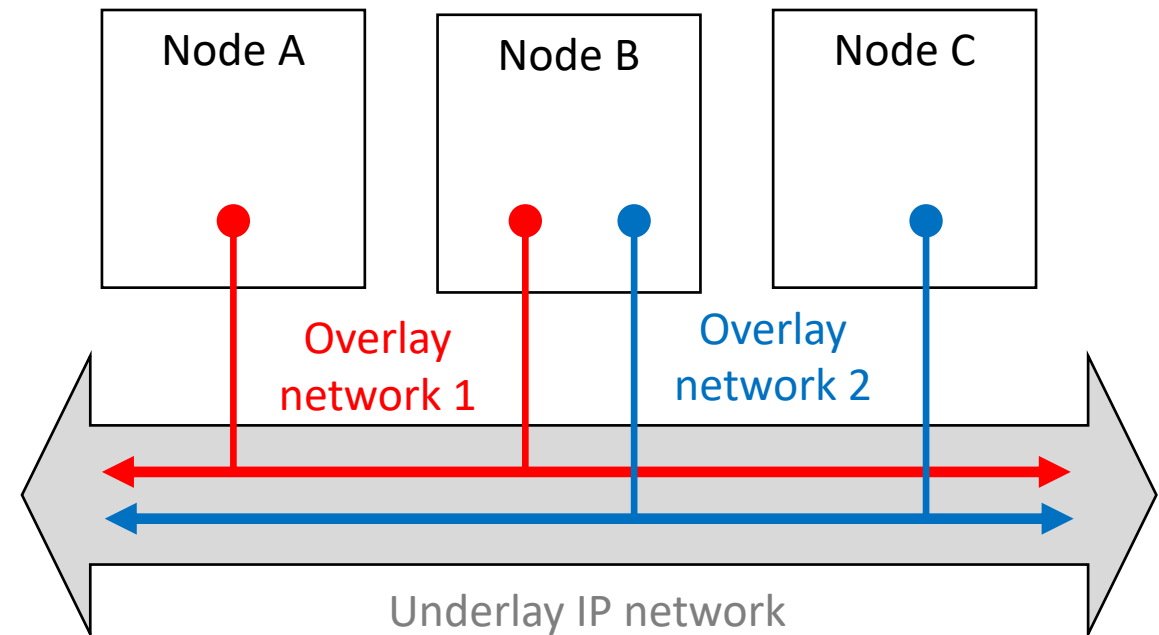 Node A
Node B
Node C
Overlay
network 1
Overlay
network 2
Underlay IP network